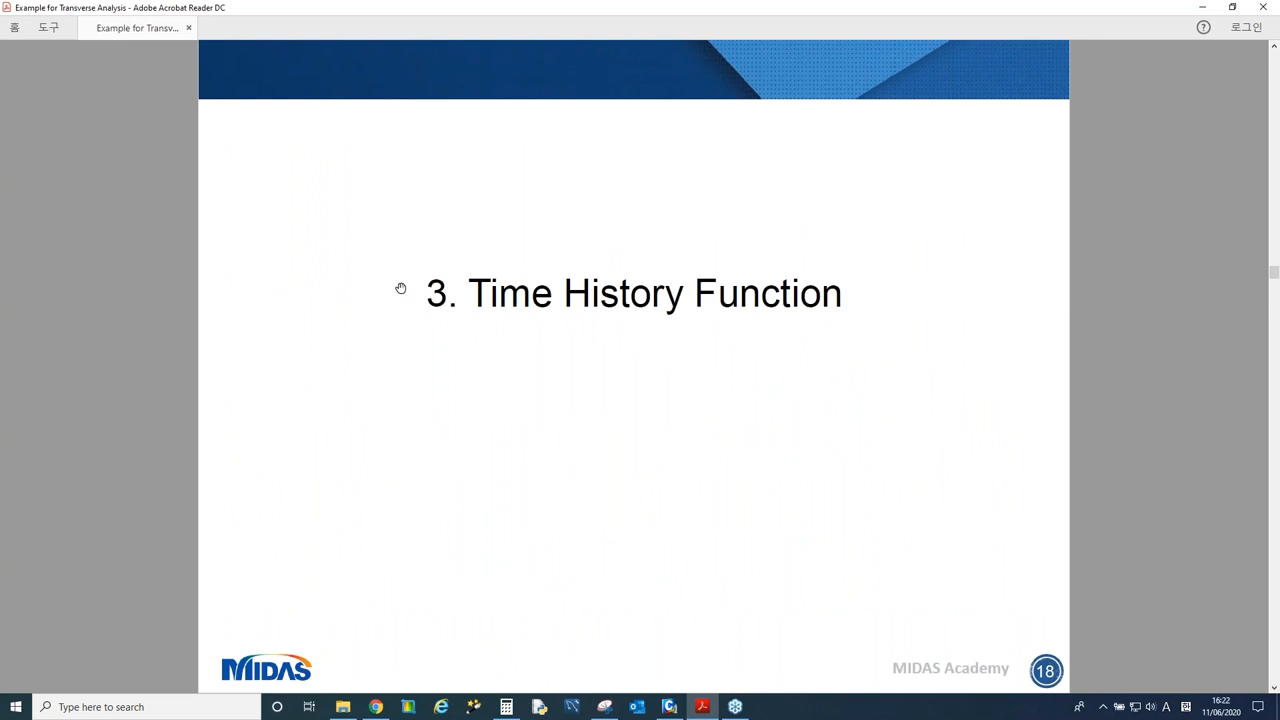 Example for Transverse Analysis - Adobe Acrobat Reader DC
홈 도구 Example for Transv... × ? 로그인
3. Time History Function
MIDAS
MIDAS Academy 18
Type here to search
16:22
11/06/2020